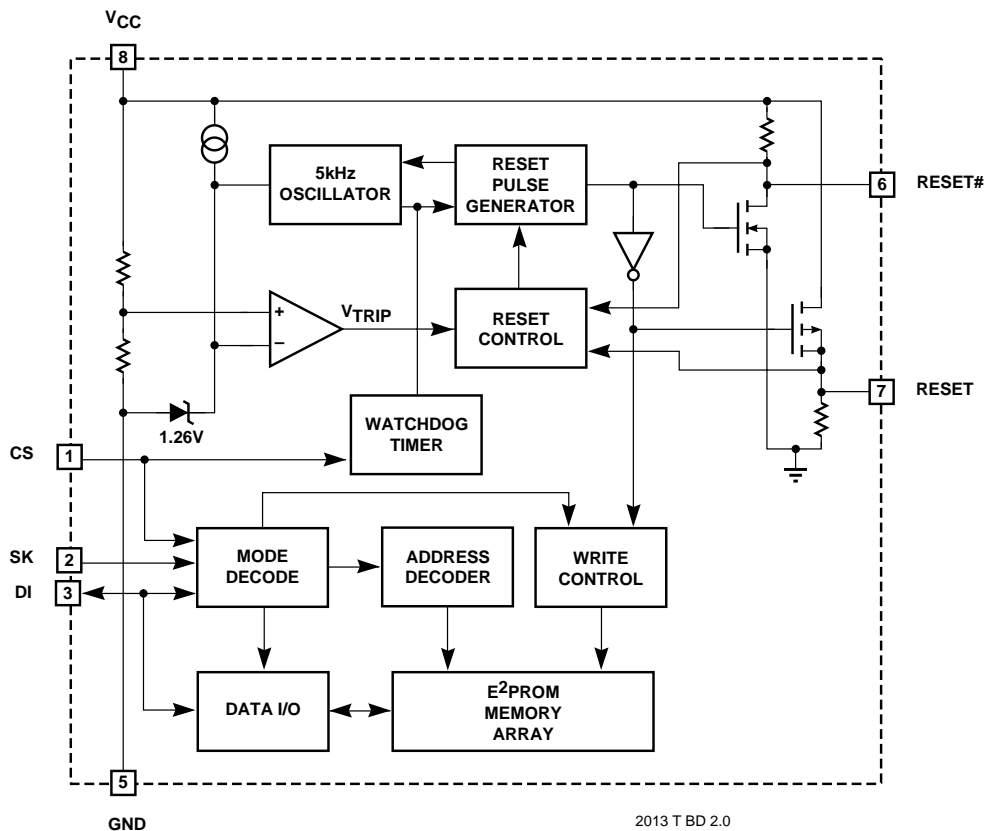 VCC
8
5kHz
OSCILLATOR
RESET
PULSE
GENERATOR
6
RESET#
+
–
VTRIP
RESET
CONTROL
7
RESET
1.26V
WATCHDOG
TIMER
CS
1
SK
2
DI
3
MODE
DECODE
ADDRESS
DECODER
WRITE
CONTROL
DATA I/O
E2PROM
MEMORY
ARRAY
5
GND
2013 T BD 2.0